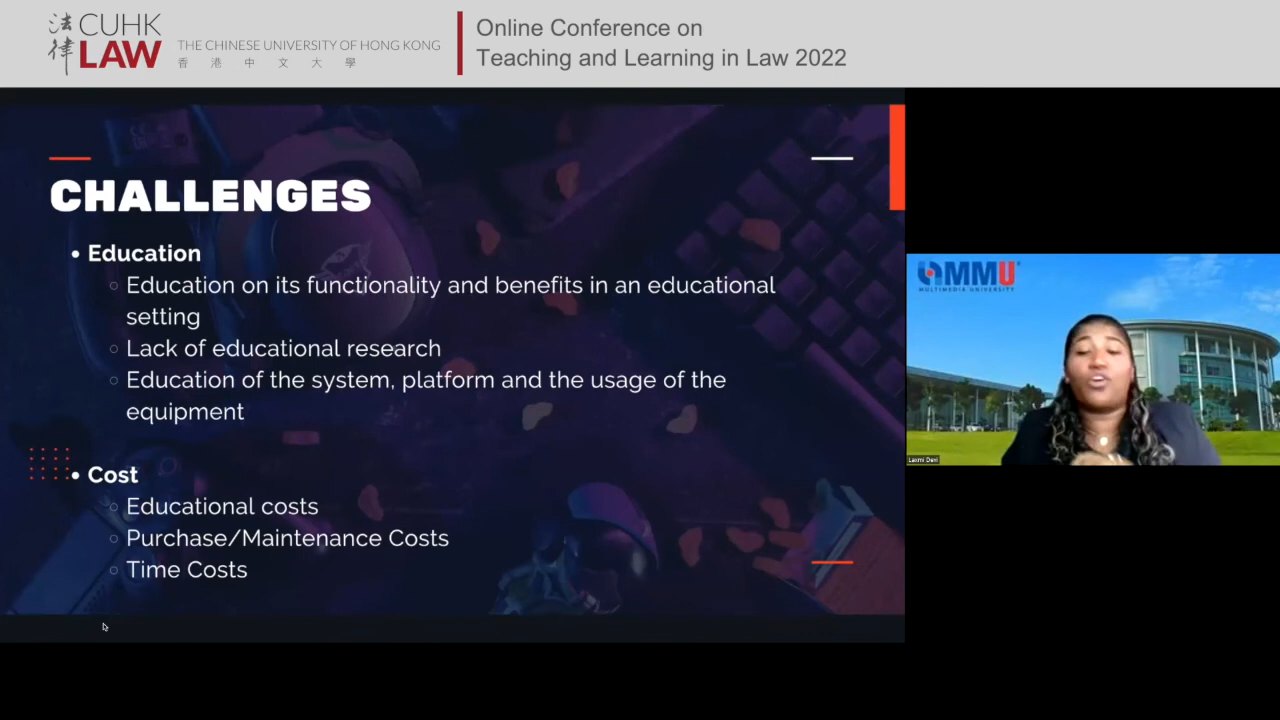 法律 CUHK LAW
THE CHINESE UNIVERSITY OF HONG KONG
香港中文大學
Online Conference on
Teaching and Learning in Law 2022
CHALLENGES
• Education
○ Education on its functionality and benefits in an educational
setting
○ Lack of educational research
○ Education of the system, platform and the usage of the
equipment
• Cost
○ Educational costs
○ Purchase/Maintenance Costs
○ Time Costs
MMU
MULTIMEDIA UNIVERSITY
Laxmi Devi